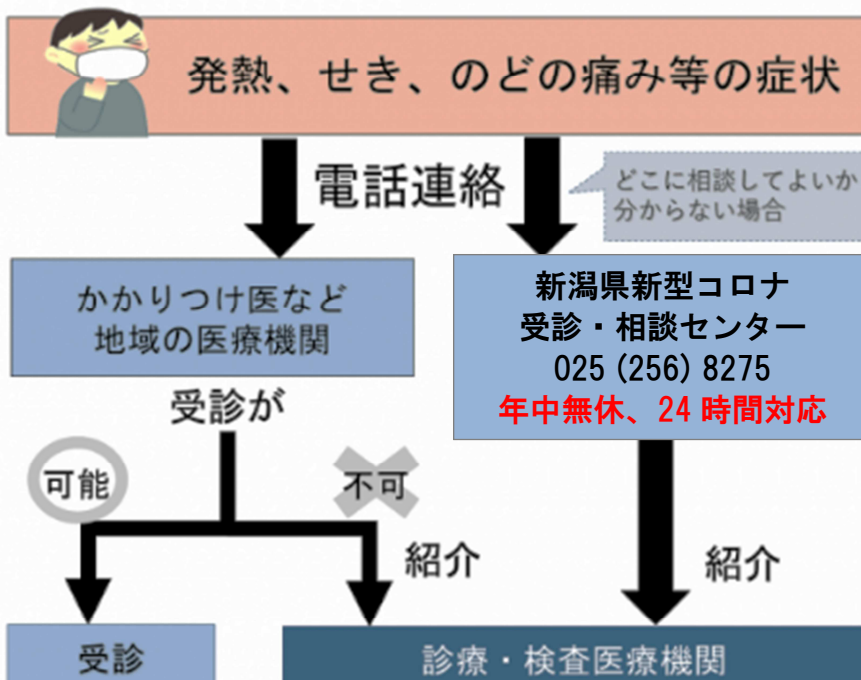 発熱、せき、のどの痛み等の症状
電話連絡
どこに相談してよいか
分からない場合
かかりつけ医など
地域の医療機関
新潟県新型コロナ
受診・相談センター
025 (256) 8275
年中無休、24時間対応
受診が
可能
不可
紹介
紹介
受診
診療・検査医療機関